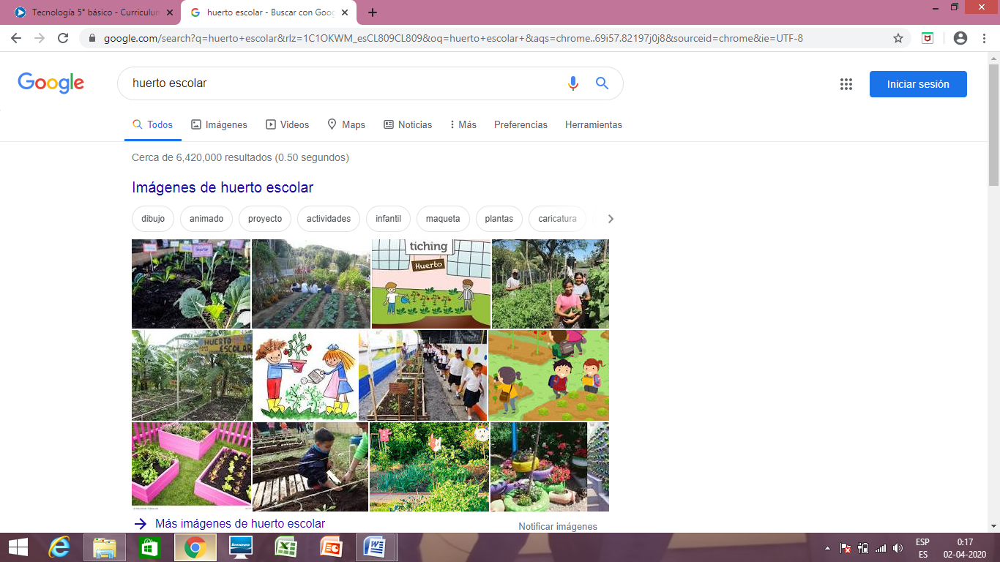 Tecnología 5° básico - Curriculum
huerto escolar - Buscar con Goog
google.com/search?q=huerto+escolar&rlz=1C1OKWM_esCL809CL809&oq=huerto+escolar+&aqs=chrome..69i57.82197j0j8&sourceid=chrome&ie=UTF-8
Google
huerto escolar
Iniciar sesión
Todos
Imágenes
Videos
Maps
Noticias
Más
Preferencias
Herramientas
Cerca de 6,420,000 resultados (0.50 segundos)
Imágenes de huerto escolar
dibujo
animado
proyecto
actividades
infantil
maqueta
plantas
caricatura
tiching
Huerto
HUERTO
ESCOLAR
Más imágenes de huerto escolar
Notificar imágenes
lenovo
ESP
ES
0:17
02-04-2020